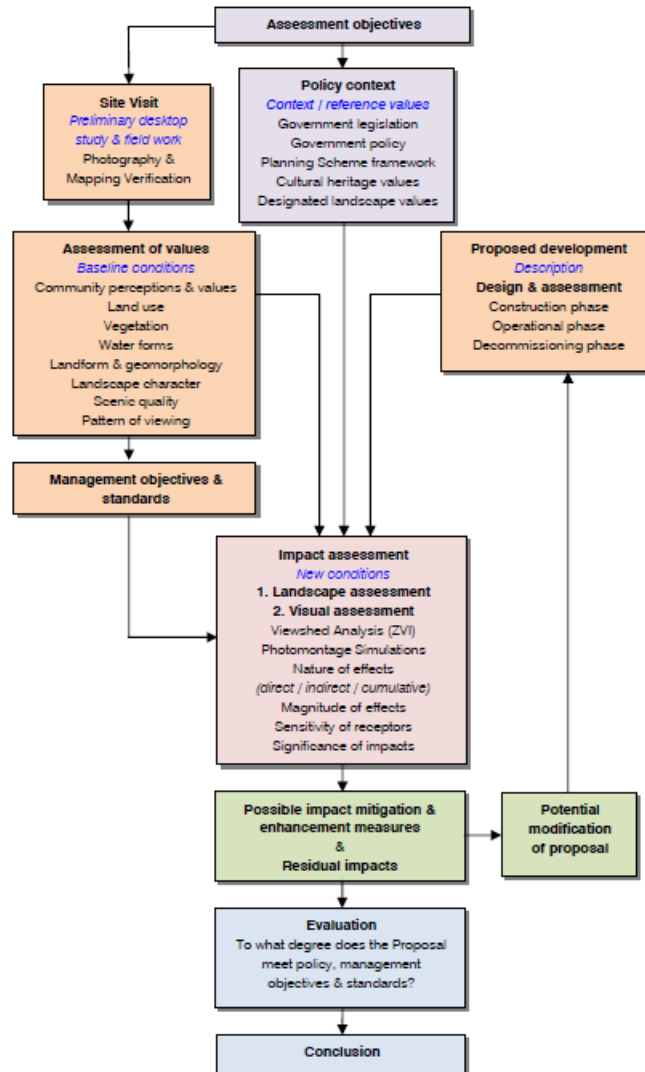 Assessment objectives
Site Visit
Preliminary desktop
study & field work
Photography &
Mapping Verification
Policy context
Context / reference values
Government legislation
Government policy
Planning Scheme framework
Cultural heritage values
Designated landscape values
Assessment of values
Baseline conditions
Community perceptions & values
Land use
Vegetation
Water forms
Landform & geomorphology
Landscape character
Scenic quality
Pattern of viewing
Proposed development
Description
Design & assessment
Construction phase
Operational phase
Decommissioning phase
Management objectives &
standards
Impact assessment
New conditions
1. Landscape assessment
2. Visual assessment
Viewshed Analysis (ZVI)
Photomontage Simulations
Nature of effects
(direct / indirect / cumulative)
Magnitude of effects
Sensitivity of receptors
Significance of impacts
Possible impact mitigation &
enhancement measures
&
Residual impacts
Potential
modification
of proposal
Evaluation
To what degree does the Proposal
meet policy, management
objectives & standards?
Conclusion